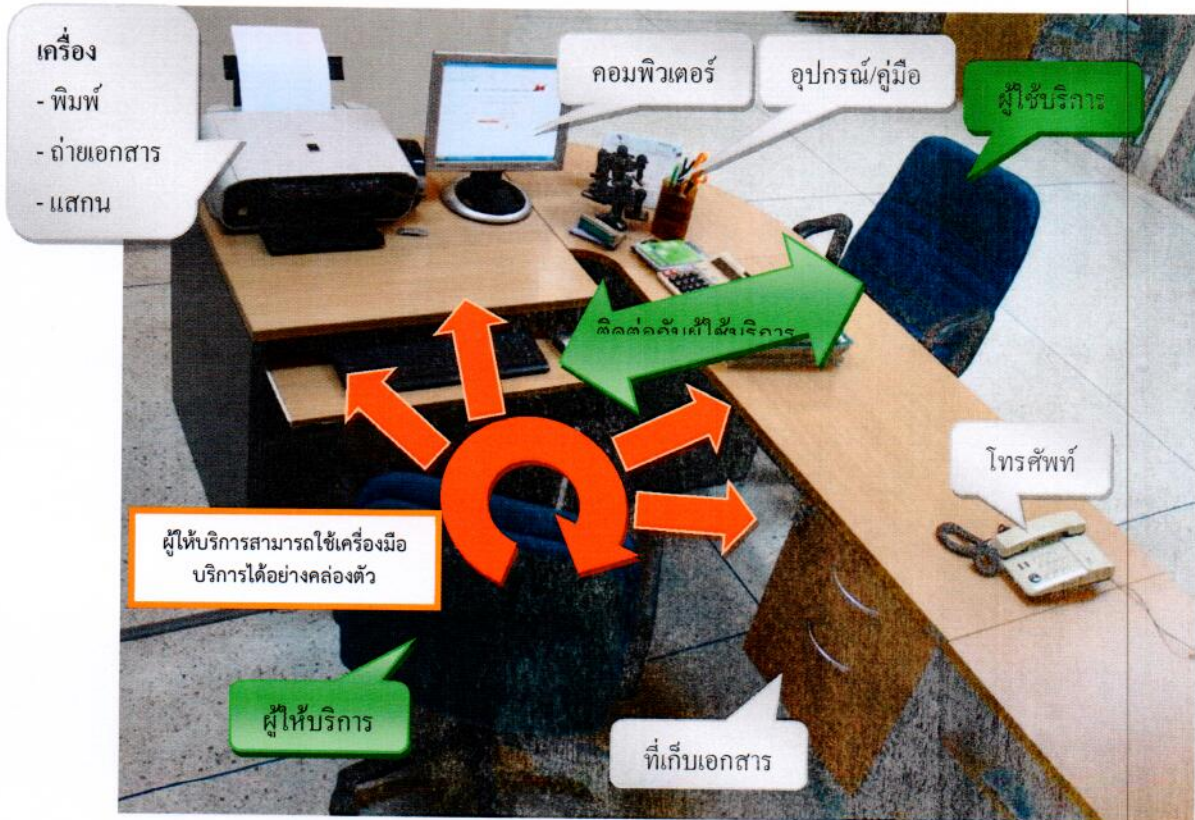 เครื่อง
- พิมพ์
- ถ่ายเอกสาร
- แสกน
คอมพิวเตอร์
อุปกรณ์/คู่มือ
ผู้ใช้บริการ
ติดต่อกับผู้ใช้บริการ
โทรศัพท์
ผู้ให้บริการสามารถใช้เครื่องมือ
บริการได้อย่างคล่องตัว
ผู้ให้บริการ
ที่เก็บเอกสาร